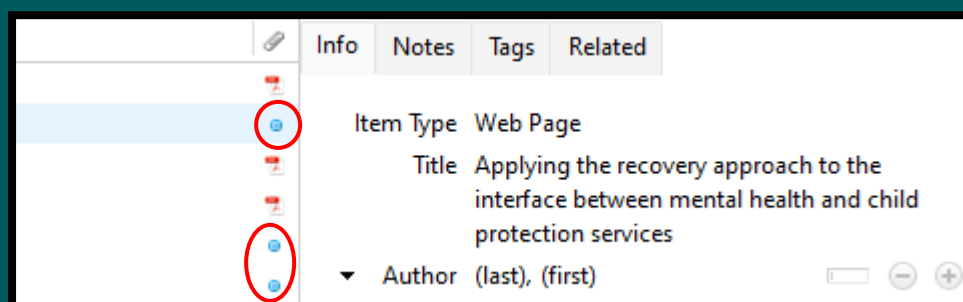 Info Notes Tags Related
Item Type Web Page
Title Applying the recovery approach to the
interface between mental health and child
protection services
Author (last), (first)